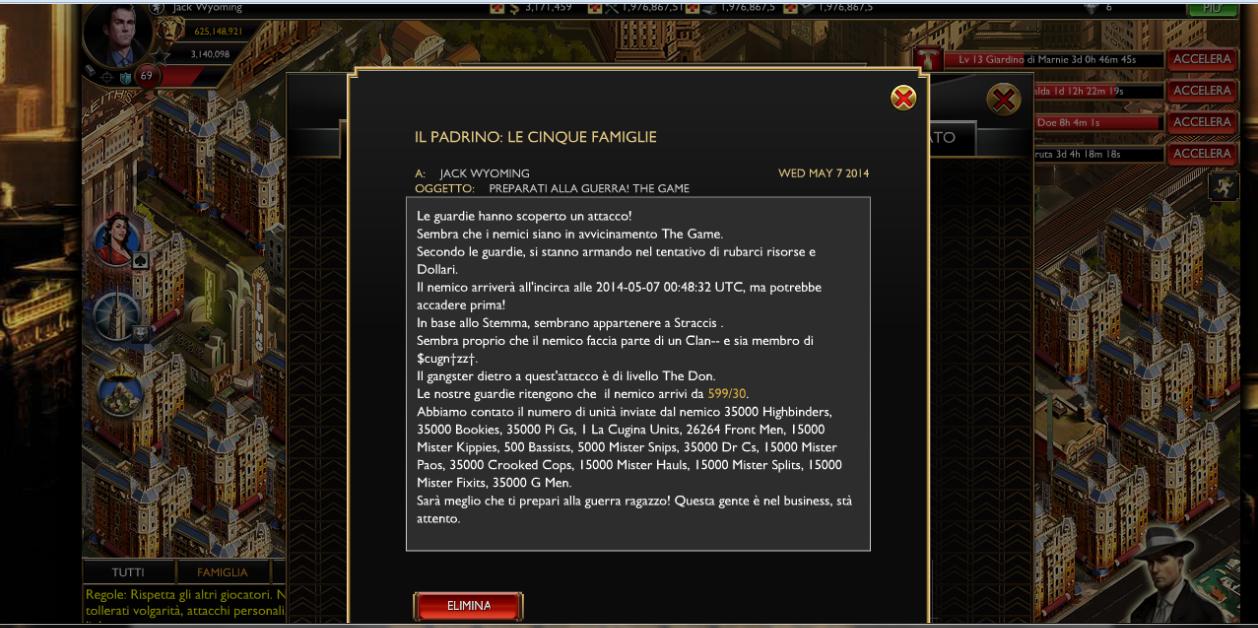 Jack Wyoming
3,171,459
1,976,867,51
1,976,867,5
1,976,867,5
6
PIÙ
625,148,921
3,140,098
69
Lv 13 Giardino di Marnie 3d 0h 46m 45s
ACCELERA
alda 1d 12h 22m 19s
ACCELERA
Doe 8h 4m 1s
ACCELERA
ruta 3d 4h 18m 18s
ACCELERA
ATO
IL PADRINO: LE CINQUE FAMIGLIE
A: JACK WYOMING
WED MAY 7 2014
OGGETTO: PREPARATI ALLA GUERRA! THE GAME
Le guardie hanno scoperto un attacco!
Sembra che i nemici siano in avvicinamento The Game.
Secondo le guardie, si stanno armando nel tentativo di rubarci risorse e
Dollari.
Il nemico arriverà all'incirca alle 2014-05-07 00:48:32 UTC, ma potrebbe
accadere prima!
In base allo Stemma, sembrano appartenere a Straccis .
Sembra proprio che il nemico faccia parte di un Clan-- e sia membro di
$cugn†zz†.
Il gangster dietro a quest'attacco è di livello The Don.
Le nostre guardie ritengono che il nemico arrivi da 599/30.
Abbiamo contato il numero di unità inviate dal nemico 35000 Highbinders,
35000 Bookies, 35000 Pi Gs, 1 La Cugina Units, 26264 Front Men, 15000
Mister Kippies, 500 Bassists, 5000 Mister Snips, 35000 Dr Cs, 15000 Mister
Paos, 35000 Crooked Cops, 15000 Mister Hauls, 15000 Mister Splits, 15000
Mister Fixits, 35000 G Men.
Sarà meglio che ti prepari alla guerra ragazzo! Questa gente è nel business, stà
attento.
ELIMINA
TUTTI
FAMIGLIA
Regole: Rispetta gli altri giocatori. N
tollerati volgarità, attacchi personali,
FLEMING